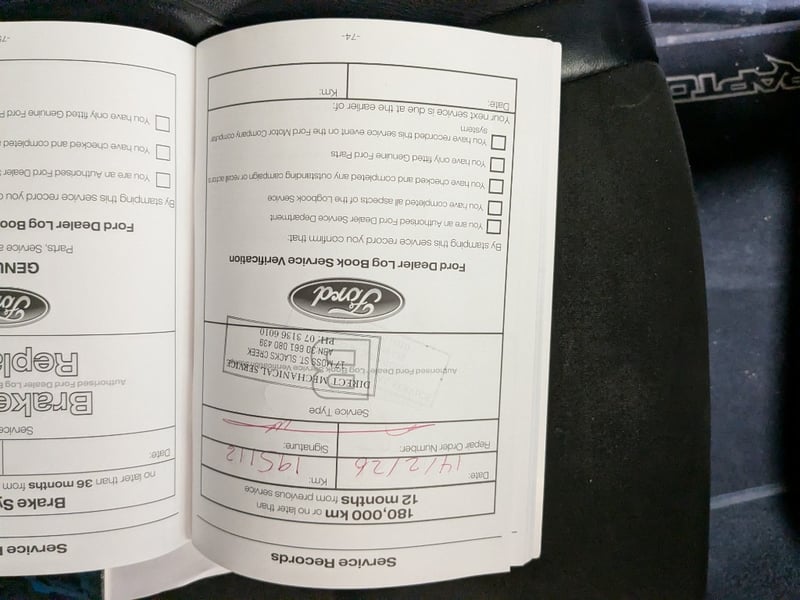 Service Records
180,000 km or no later than
12 months from previous service
Date: 14/2/26 Km: 195112
Repair Order Number: Signature:
Service Type
B
Authorised Ford Dealer Log Book Service Verification Stamp
DIRECT MECHANICAL SERVICE
17 MOSS ST. SLACKS CREEK
ABN 30 661 080 439
PH: 07 3136 6010
Ford
Ford Dealer Log Book Service Verification
By stamping this service record you confirm that:
You are an Authorised Ford Dealer Service Department
You have completed all aspects of the Logbook Service
You have checked and completed any outstanding campaign or recall actions
You have only fitted Genuine Ford Parts
You have recorded this service event on the Ford Motor Company computer
system
Your next service is due at the earlier of:
Date: Km:
-74-
Service R
Brake Sy
no later than 36 months from
Date:
Servic
Brake
Repla
Authorised Ford Dealer Log
Ford
GENU
Parts, Service a
Ford Dealer Log Boo
By stamping this service record you c
You are an Authorised Ford Dealer S
You have checked and completed a
You have only fitted Genuine Ford P
-75
RAPTO